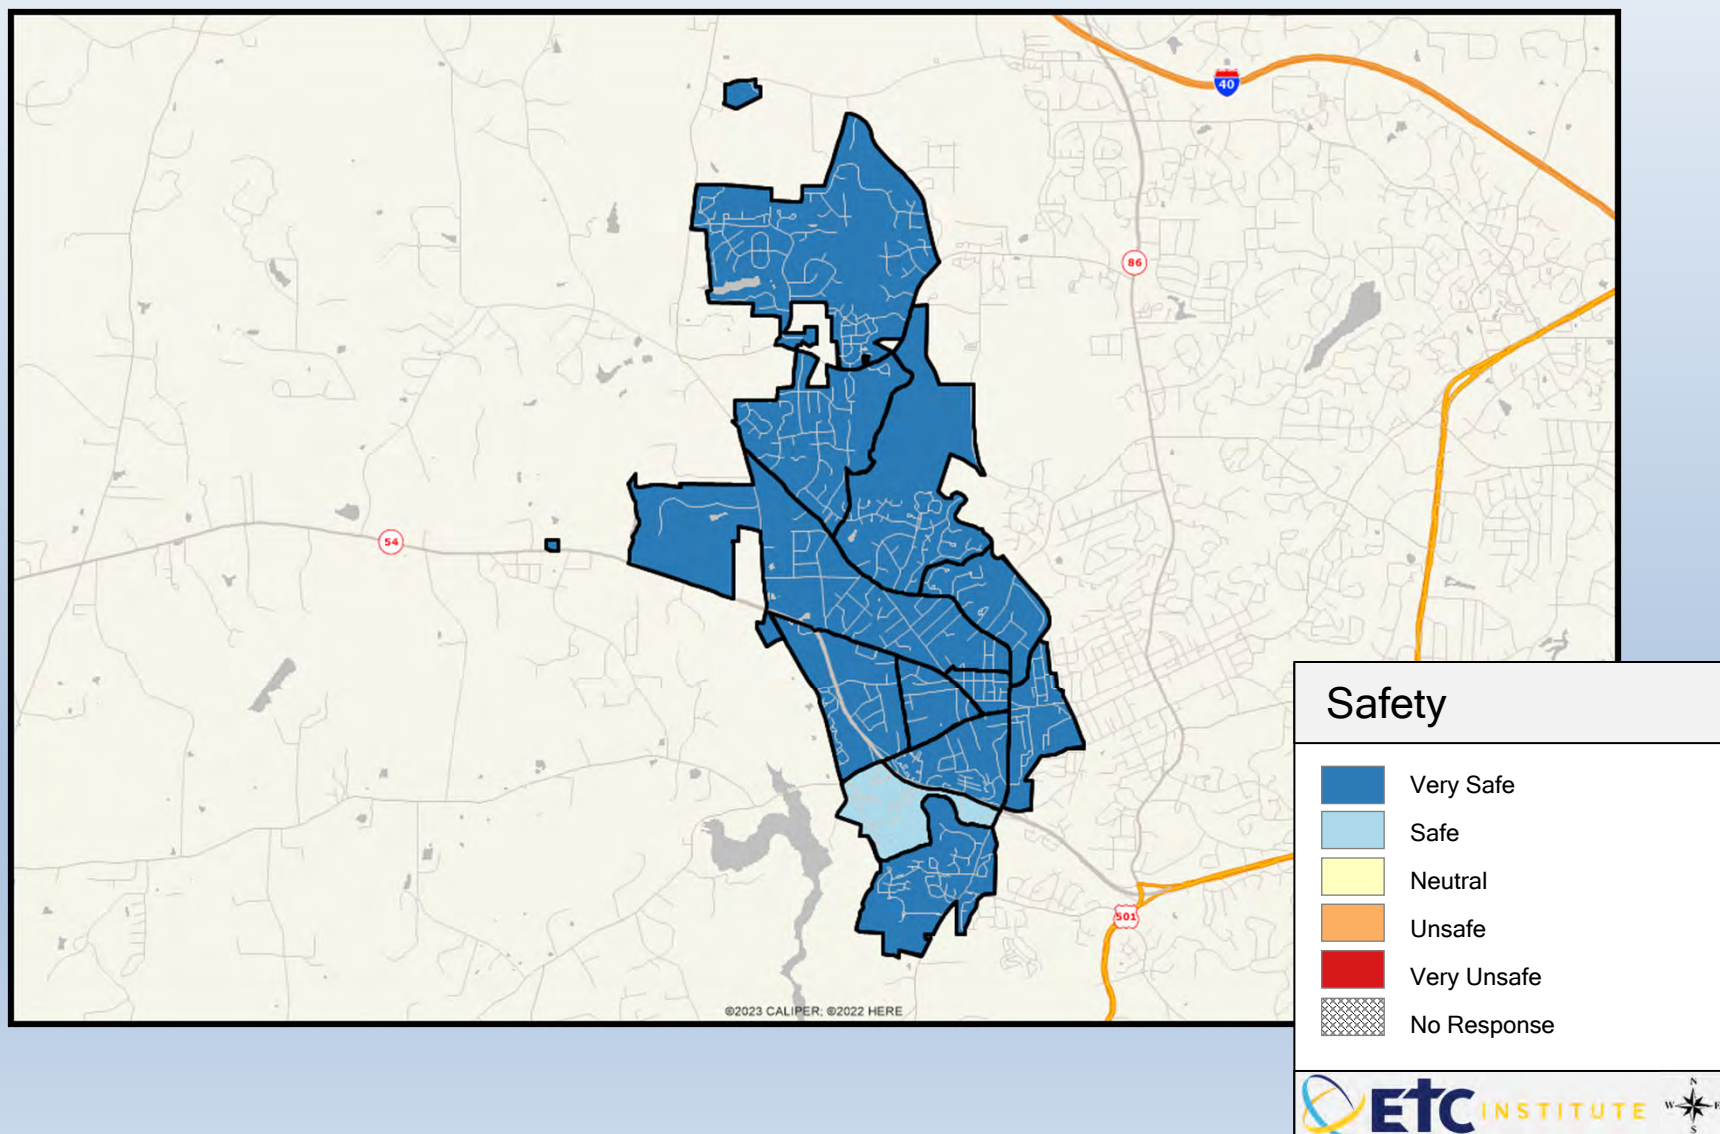 40
86
54
501
©2023 CALIPER; ©2022 HERE
Safety
Very Safe
Safe
Neutral
Unsafe
Very Unsafe
No Response
ETC INSTITUTE
N
W E
S